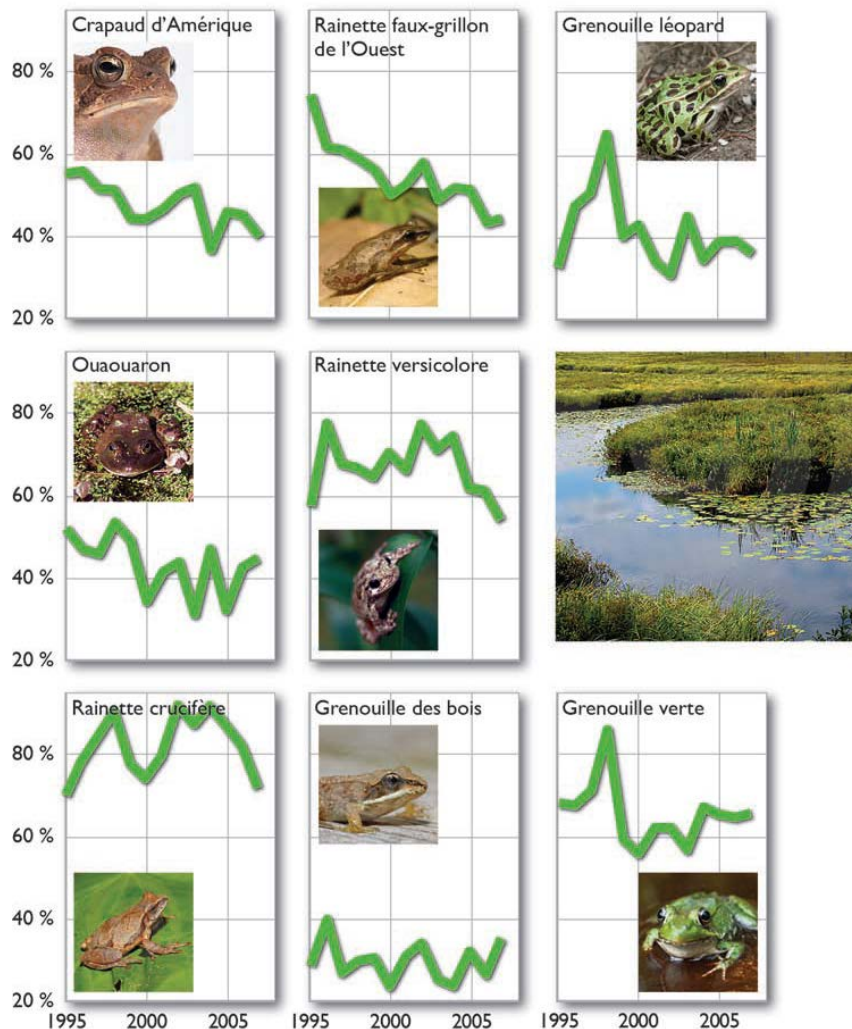 Crapaud d'Amérique
Rainette faux-grillon
de l'Ouest
Grenouille léopard
80 %
60 %
40 %
20 %
Ouaouaron
Rainette versicolore
80 %
60 %
40 %
20 %
Rainette crucifère
Grenouille des bois
Grenouille verte
80 %
60 %
40 %
20 %
1995 2000 2005 1995 2000 2005 1995 2000 2005